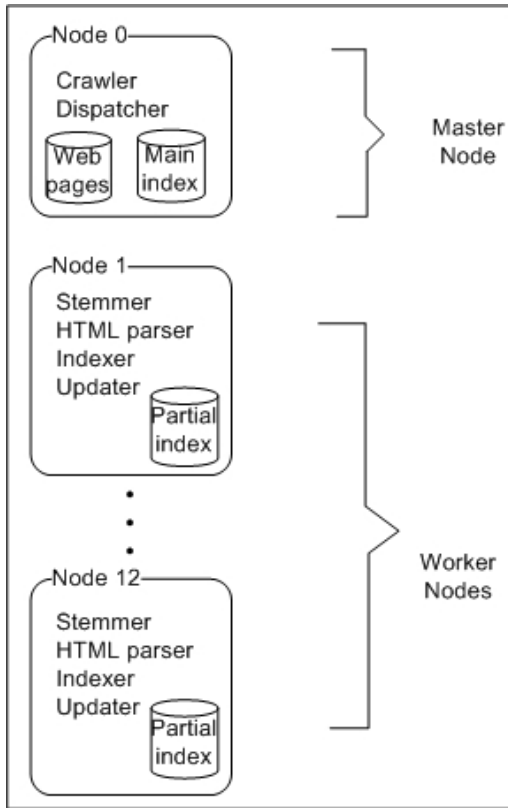 Node 0
Crawler
Dispatcher
Web
pages
Main
index
Master
Node
Node 1
Stemmer
HTML parser
Indexer
Updater
Partial
index
Node 12
Stemmer
HTML parser
Indexer
Updater
Partial
index
Worker
Nodes